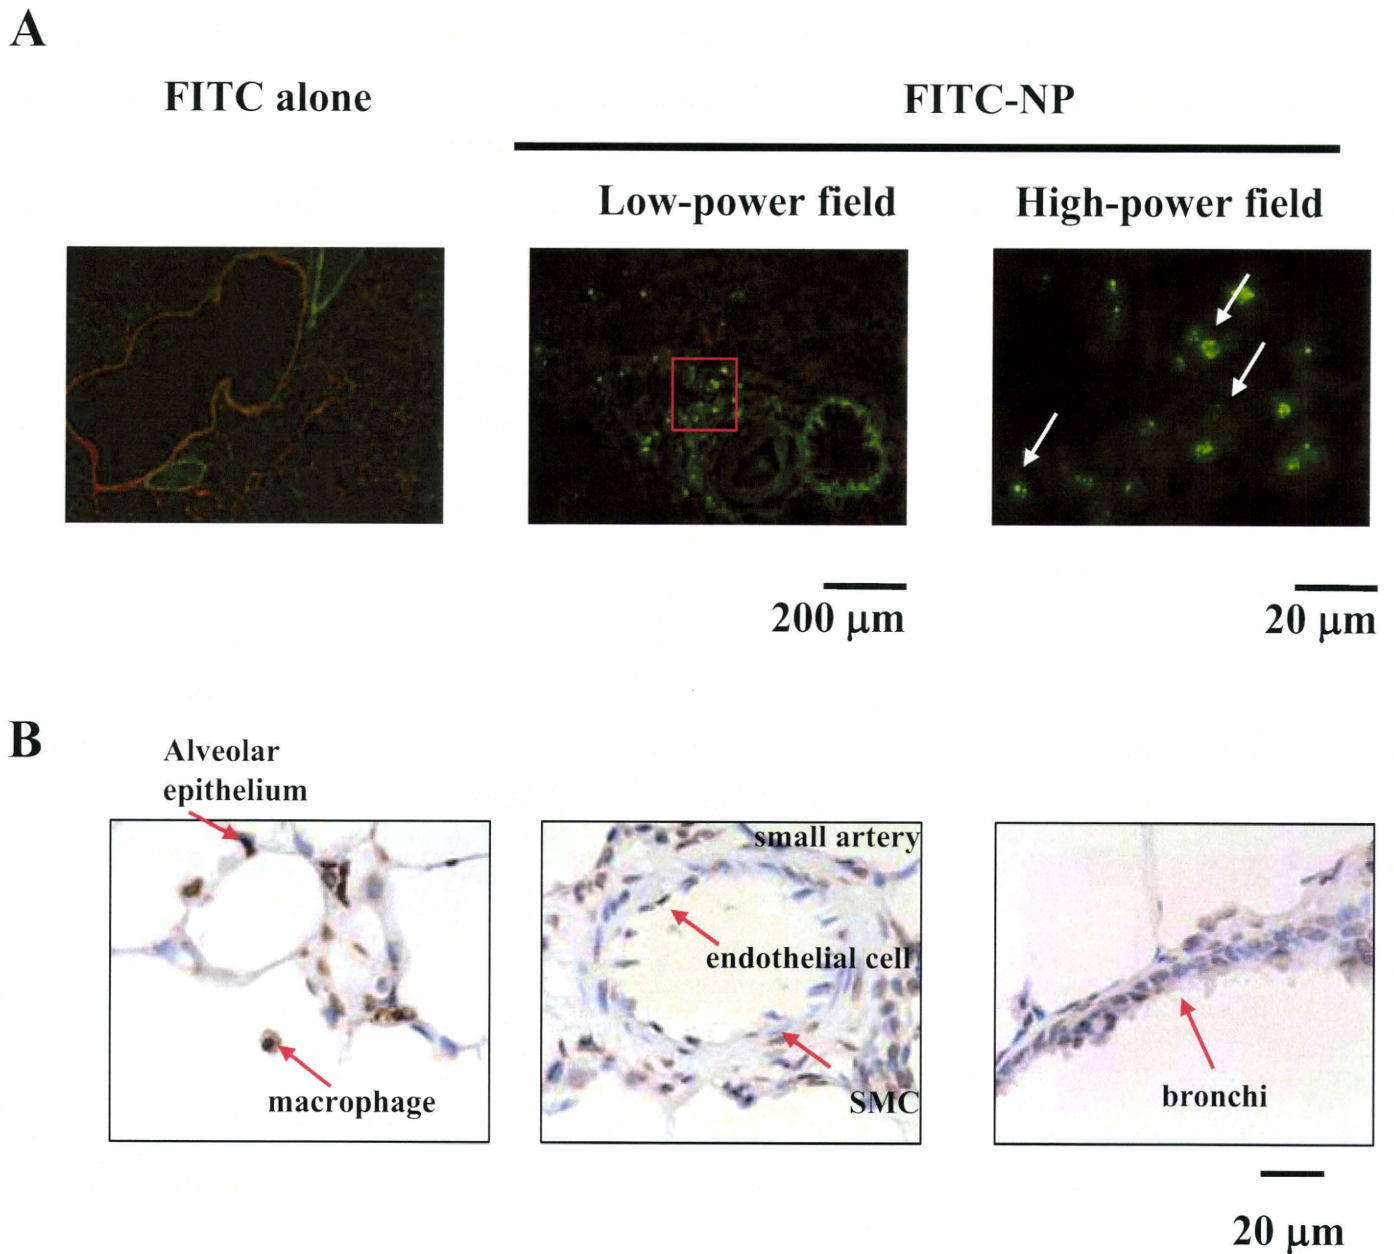 A
FITC alone
FITC-NP
Low-power field
High-power field
200 μm
20 μm
B
Alveolar
epithelium
macrophage
small artery
endothelial cell
SMC
bronchi
20 μm